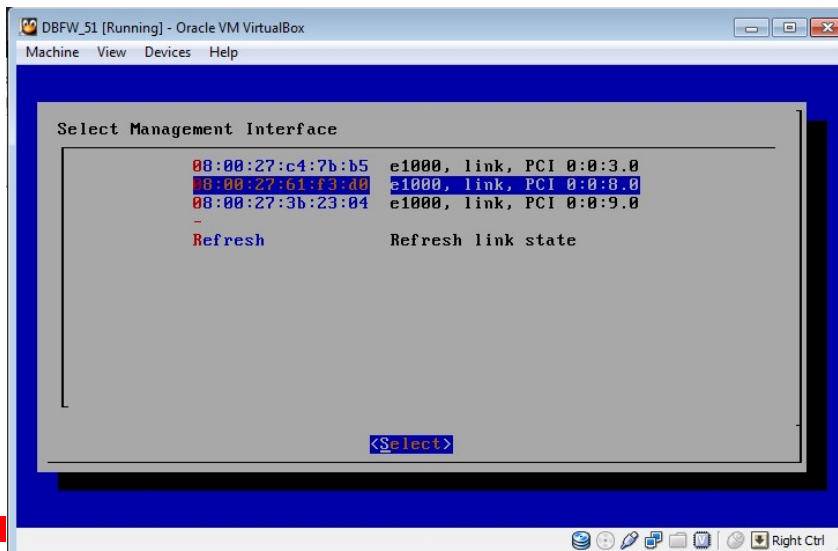 DBFW_51 [Running] - Oracle VM VirtualBox
Machine View Devices Help
Select Management Interface
08:00:27:c4:7b:b5 e1000, link, PCI 0:0:3.0
08:00:27:61:f3:d0 e1000, link, PCI 0:0:8.0
08:00:27:3b:23:04 e1000, link, PCI 0:0:9.0
-
Refresh Refresh link state
<Select>
Right Ctrl